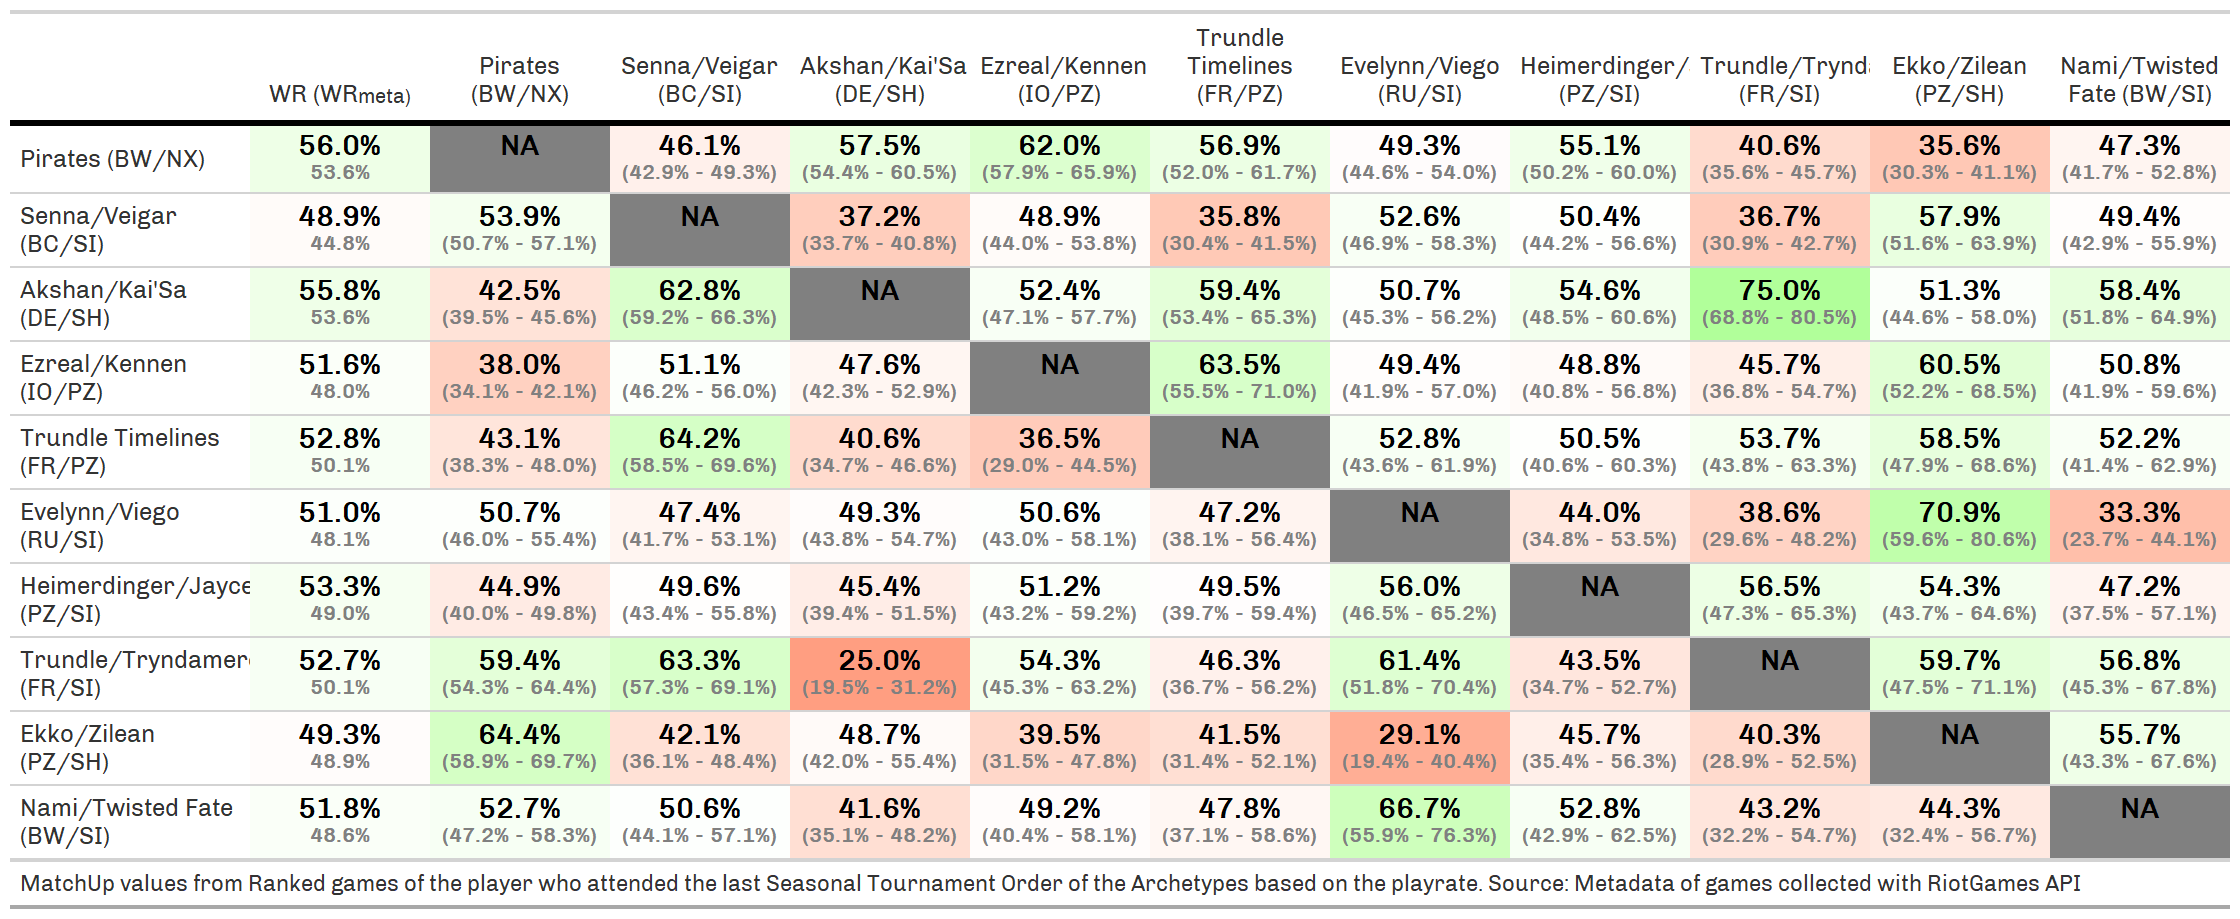 Trundle
Pirates Senna/Veigar Akshan/Kai'Sa Ezreal/Kennen Timelines Evelynn/Viego Heimerdinger/ Trundle/Trynd Ekko/Zilean Nami/Twisted
WR (WRmeta) (BW/NX) (BC/SI) (DE/SH) (IO/PZ) (FR/PZ) (RU/SI) (PZ/SI) (FR/SI) (PZ/SH) Fate (BW/SI)
Pirates (BW/NX) 56.0% NA 46.1% 57.5% 62.0% 56.9% 49.3% 55.1% 40.6% 35.6% 47.3%
53.6% (42.9% - 49.3%) (54.4% - 60.5%) (57.9% - 65.9%) (52.0% - 61.7%) (44.6% - 54.0%) (50.2% - 60.0%) (35.6% - 45.7%) (30.3% - 41.1%) (41.7% - 52.8%)
Senna/Veigar 48.9% 53.9% NA 37.2% 48.9% 35.8% 52.6% 50.4% 36.7% 57.9% 49.4%
(BC/SI) 44.8% (50.7% - 57.1%) (33.7% - 40.8%) (44.0% - 53.8%) (30.4% - 41.5%) (46.9% - 58.3%) (44.2% - 56.6%) (30.9% - 42.7%) (51.6% - 63.9%) (42.9% - 55.9%)
Akshan/Kai'Sa 55.8% 42.5% 62.8% NA 52.4% 59.4% 50.7% 54.6% 75.0% 51.3% 58.4%
(DE/SH) 53.6% (39.5% - 45.6%) (59.2% - 66.3%) (47.1% - 57.7%) (53.4% - 65.3%) (45.3% - 56.2%) (48.5% - 60.6%) (68.8% - 80.5%) (44.6% - 58.0%) (51.8% - 64.9%)
Ezreal/Kennen 51.6% 38.0% 51.1% 47.6% NA 63.5% 49.4% 48.8% 45.7% 60.5% 50.8%
(IO/PZ) 48.0% (34.1% - 42.1%) (46.2% - 56.0%) (42.3% - 52.9%) (55.5% - 71.0%) (41.9% - 57.0%) (40.8% - 56.8%) (36.8% - 54.7%) (52.2% - 68.5%) (41.9% - 59.6%)
Trundle Timelines 52.8% 43.1% 64.2% 40.6% 36.5% NA 52.8% 50.5% 53.7% 58.5% 52.2%
(FR/PZ) 50.1% (38.3% - 48.0%) (58.5% - 69.6%) (34.7% - 46.6%) (29.0% - 44.5%) (43.6% - 61.9%) (40.6% - 60.3%) (43.8% - 63.3%) (47.9% - 68.6%) (41.4% - 62.9%)
Evelynn/Viego 51.0% 50.7% 47.4% 49.3% 50.6% 47.2% NA 44.0% 38.6% 70.9% 33.3%
(RU/SI) 48.1% (46.0% - 55.4%) (41.7% - 53.1%) (43.8% - 54.7%) (43.0% - 58.1%) (38.1% - 56.4%) (34.8% - 53.5%) (29.6% - 48.2%) (59.6% - 80.6%) (23.7% - 44.1%)
Heimerdinger/Jayce 53.3% 44.9% 49.6% 45.4% 51.2% 49.5% 56.0% NA 56.5% 54.3% 47.2%
(PZ/SI) 49.0% (40.0% - 49.8%) (43.4% - 55.8%) (39.4% - 51.5%) (43.2% - 59.2%) (39.7% - 59.4%) (46.5% - 65.2%) (47.3% - 65.3%) (43.7% - 64.6%) (37.5% - 57.1%)
Trundle/Tryndamer 52.7% 59.4% 63.3% 25.0% 54.3% 46.3% 61.4% 43.5% NA 59.7% 56.8%
(FR/SI) 50.1% (54.3% - 64.4%) (57.3% - 69.1%) (19.5% - 31.2%) (45.3% - 63.2%) (36.7% - 56.2%) (51.8% - 70.4%) (34.7% - 52.7%) (47.5% - 71.1%) (45.3% - 67.8%)
Ekko/Zilean 49.3% 64.4% 42.1% 48.7% 39.5% 41.5% 29.1% 45.7% 40.3% NA 55.7%
(PZ/SH) 48.9% (58.9% - 69.7%) (36.1% - 48.4%) (42.0% - 55.4%) (31.5% - 47.8%) (31.4% - 52.1%) (19.4% - 40.4%) (35.4% - 56.3%) (28.9% - 52.5%) (43.3% - 67.6%)
Nami/Twisted Fate 51.8% 52.7% 50.6% 41.6% 49.2% 47.8% 66.7% 52.8% 43.2% 44.3% NA
(BW/SI) 48.6% (47.2% - 58.3%) (44.1% - 57.1%) (35.1% - 48.2%) (40.4% - 58.1%) (37.1% - 58.6%) (55.9% - 76.3%) (42.9% - 62.5%) (32.2% - 54.7%) (32.4% - 56.7%)
MatchUp values from Ranked games of the player who attended the last Seasonal Tournament Order of the Archetypes based on the playrate. Source: Metadata of games collected with RiotGames API